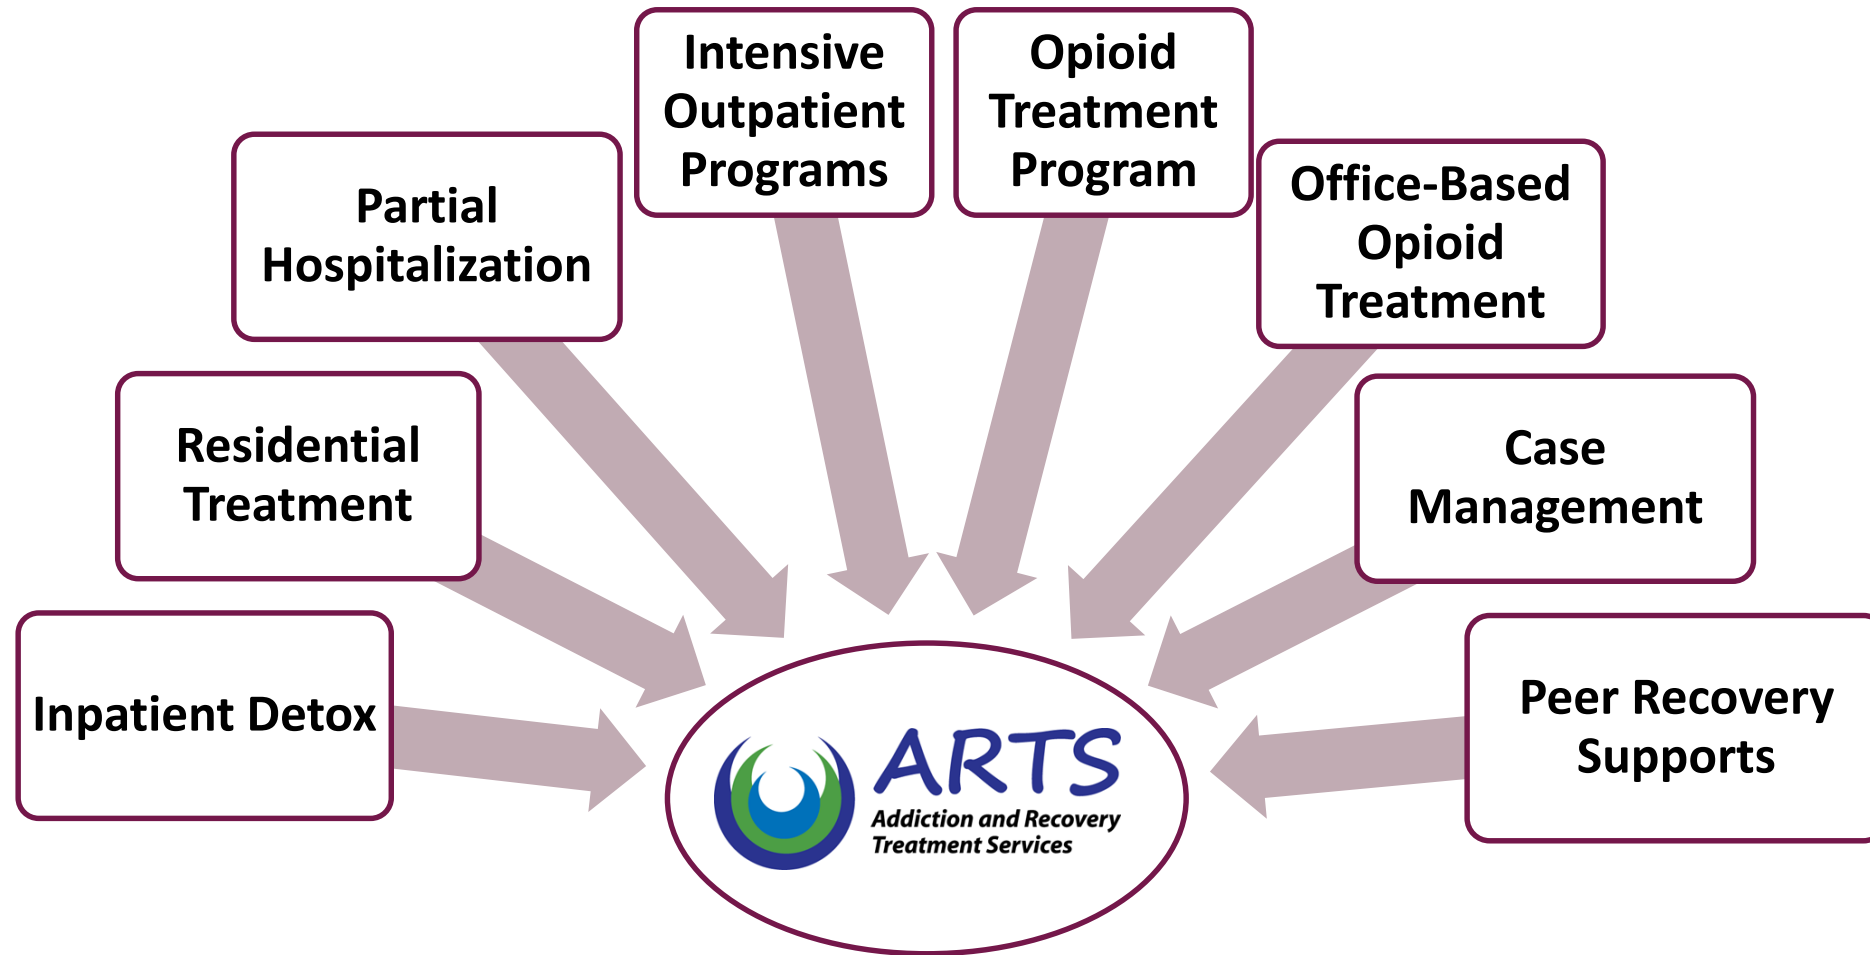 Intensive
Outpatient
Programs
Opioid
Treatment
Program
Partial
Hospitalization
Office-Based
Opioid
Treatment
Residential
Treatment
Case
Management
Inpatient Detox
Peer Recovery
Supports
ARTS
Addiction and Recovery
Treatment Services